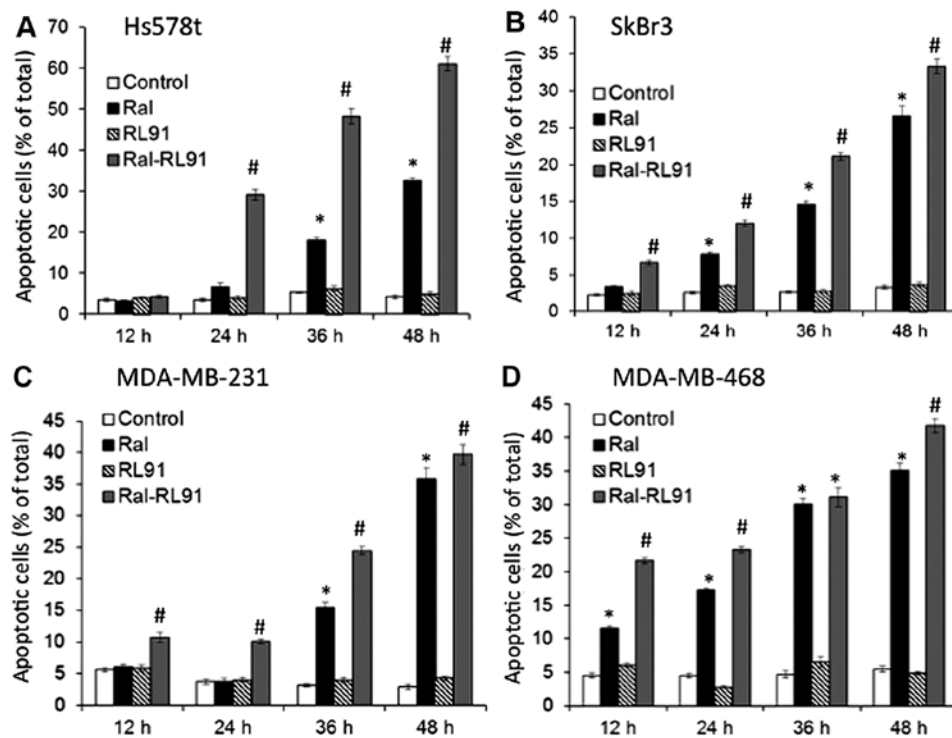 A Hs578t
Apoptotic cells (% of total)
70
60
50
40
30
20
10
0
Control
Ral
RL91
Ral-RL91
#
#
*
#
*
#
12 h 24 h 36 h 48 h
B SkBr3
Apoptotic cells (% of total)
40
35
30
25
20
15
10
5
0
Control
Ral
RL91
Ral-RL91
#
*
#
*
#
*
#
12 h 24 h 36 h 48 h
C MDA-MB-231
Apoptotic cells (% of total)
45
40
35
30
25
20
15
10
5
0
Control
Ral
RL91
Ral-RL91
#
#
*
#
*
#
12 h 24 h 36 h 48 h
D MDA-MB-468
Apoptotic cells (% of total)
45
40
35
30
25
20
15
10
5
0
Control
Ral
RL91
Ral-RL91
*
#
*
#
*
*
*
#
12 h 24 h 36 h 48 h